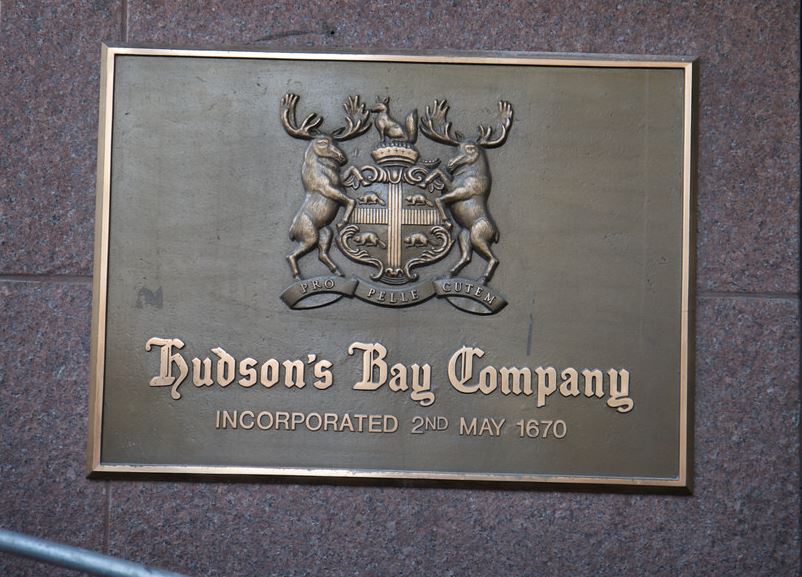 PRO PELLE CUTEM
Hudson's Bay Company
INCORPORATED 2ND MAY 1670